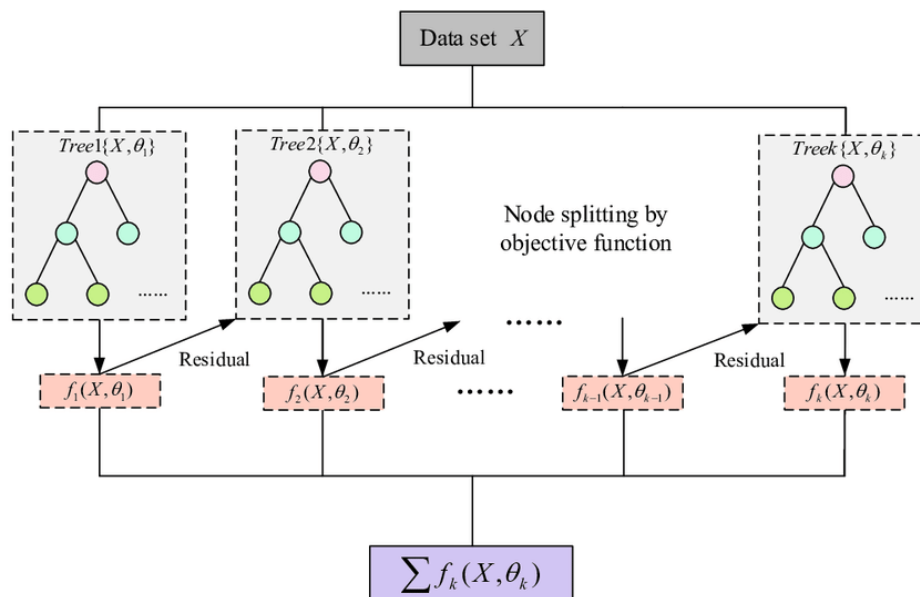 Data set X
Tree1{X,θ₁}
Tree2{X,θ₂}
Treek{X,θₖ}
Node splitting by
objective function
......
......
......
......
Residual
Residual
Residual
f₁(X,θ₁)
f₂(X,θ₂)
......
fₖ₋₁(X,θₖ₋₁)
fₖ(X,θₖ)
∑fₖ(X,θₖ)